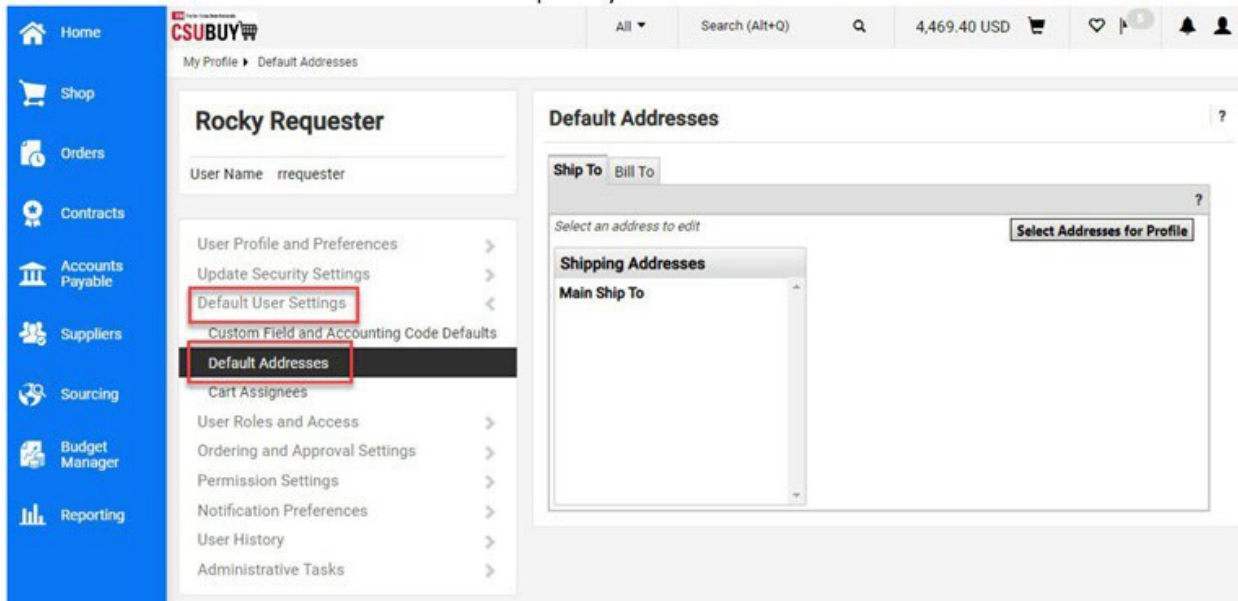 Home
CSUBUY
All
Search (Alt+Q)
4,469.40 USD
My Profile
Default Addresses
Shop
Orders
Contracts
Accounts Payable
Suppliers
Sourcing
Budget Manager
Reporting
Rocky Requester
User Name rrequester
User Profile and Preferences
Update Security Settings
Default User Settings
Custom Field and Accounting Code Defaults
Default Addresses
Cart Assignees
User Roles and Access
Ordering and Approval Settings
Permission Settings
Notification Preferences
User History
Administrative Tasks
Default Addresses
?
Ship To
Bill To
?
Select an address to edit
Select Addresses for Profile
Shipping Addresses
Main Ship To